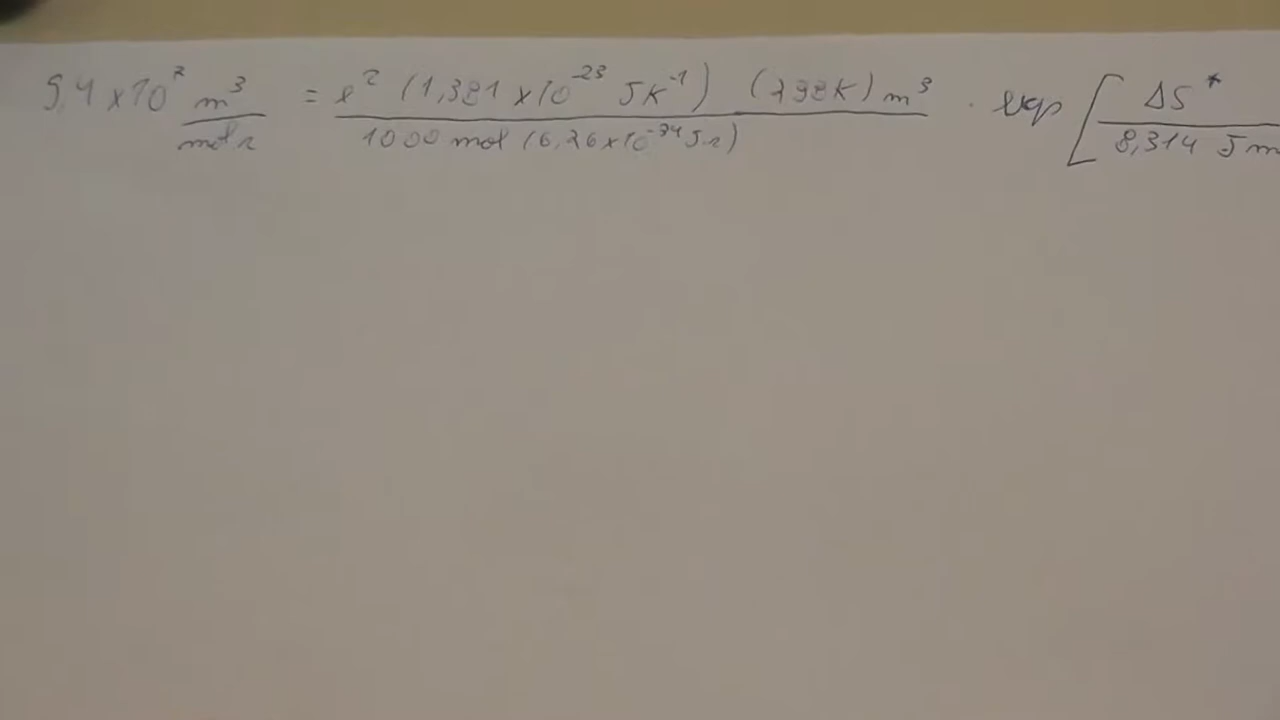 5,4 × 10⁷ m³ / mol s = e² (1,381 × 10⁻²³ J K⁻¹) (298 K) m³ / 1000 mol (6,26 × 10⁻³⁴ J s) · exp [ ΔS* / 8,314 J m